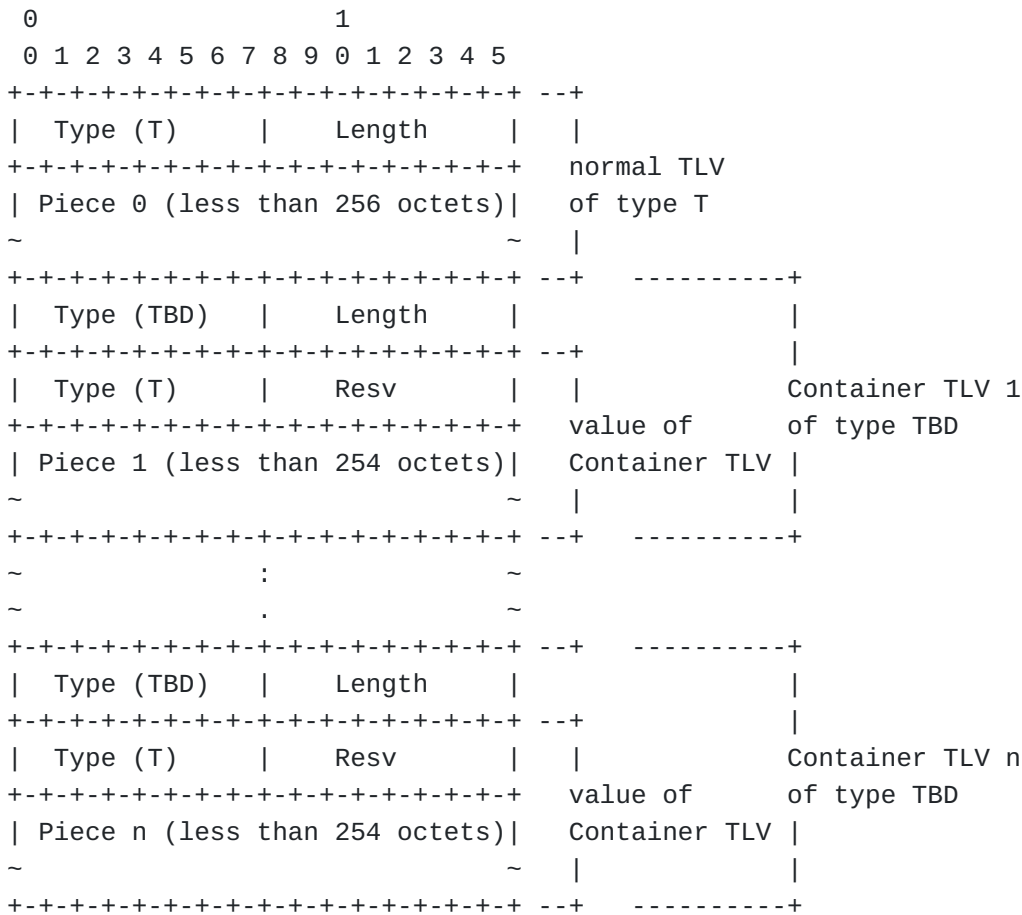 0                   1
 0 1 2 3 4 5 6 7 8 9 0 1 2 3 4 5
+-+-+-+-+-+-+-+-+-+-+-+-+-+-+-+-+ --+
|  Type (T)     |    Length     |   |
+-+-+-+-+-+-+-+-+-+-+-+-+-+-+-+-+   normal TLV
| Piece 0 (less than 256 octets)|   of type T
~                               ~   |
+-+-+-+-+-+-+-+-+-+-+-+-+-+-+-+-+ --+   ----------+
|  Type (TBD)   |    Length     |                 |
+-+-+-+-+-+-+-+-+-+-+-+-+-+-+-+-+ --+             |
|  Type (T)     |    Resv       |   |             Container TLV 1
+-+-+-+-+-+-+-+-+-+-+-+-+-+-+-+-+   value of      of type TBD
| Piece 1 (less than 254 octets)|   Container TLV |
~                               ~   |             |
+-+-+-+-+-+-+-+-+-+-+-+-+-+-+-+-+ --+   ----------+
~               :               ~
~               .               ~
+-+-+-+-+-+-+-+-+-+-+-+-+-+-+-+-+ --+   ----------+
|  Type (TBD)   |    Length     |                 |
+-+-+-+-+-+-+-+-+-+-+-+-+-+-+-+-+ --+             |
|  Type (T)     |    Resv       |   |             Container TLV n
+-+-+-+-+-+-+-+-+-+-+-+-+-+-+-+-+   value of      of type TBD
| Piece n (less than 254 octets)|   Container TLV |
~                               ~   |             |
+-+-+-+-+-+-+-+-+-+-+-+-+-+-+-+-+ --+   ----------+